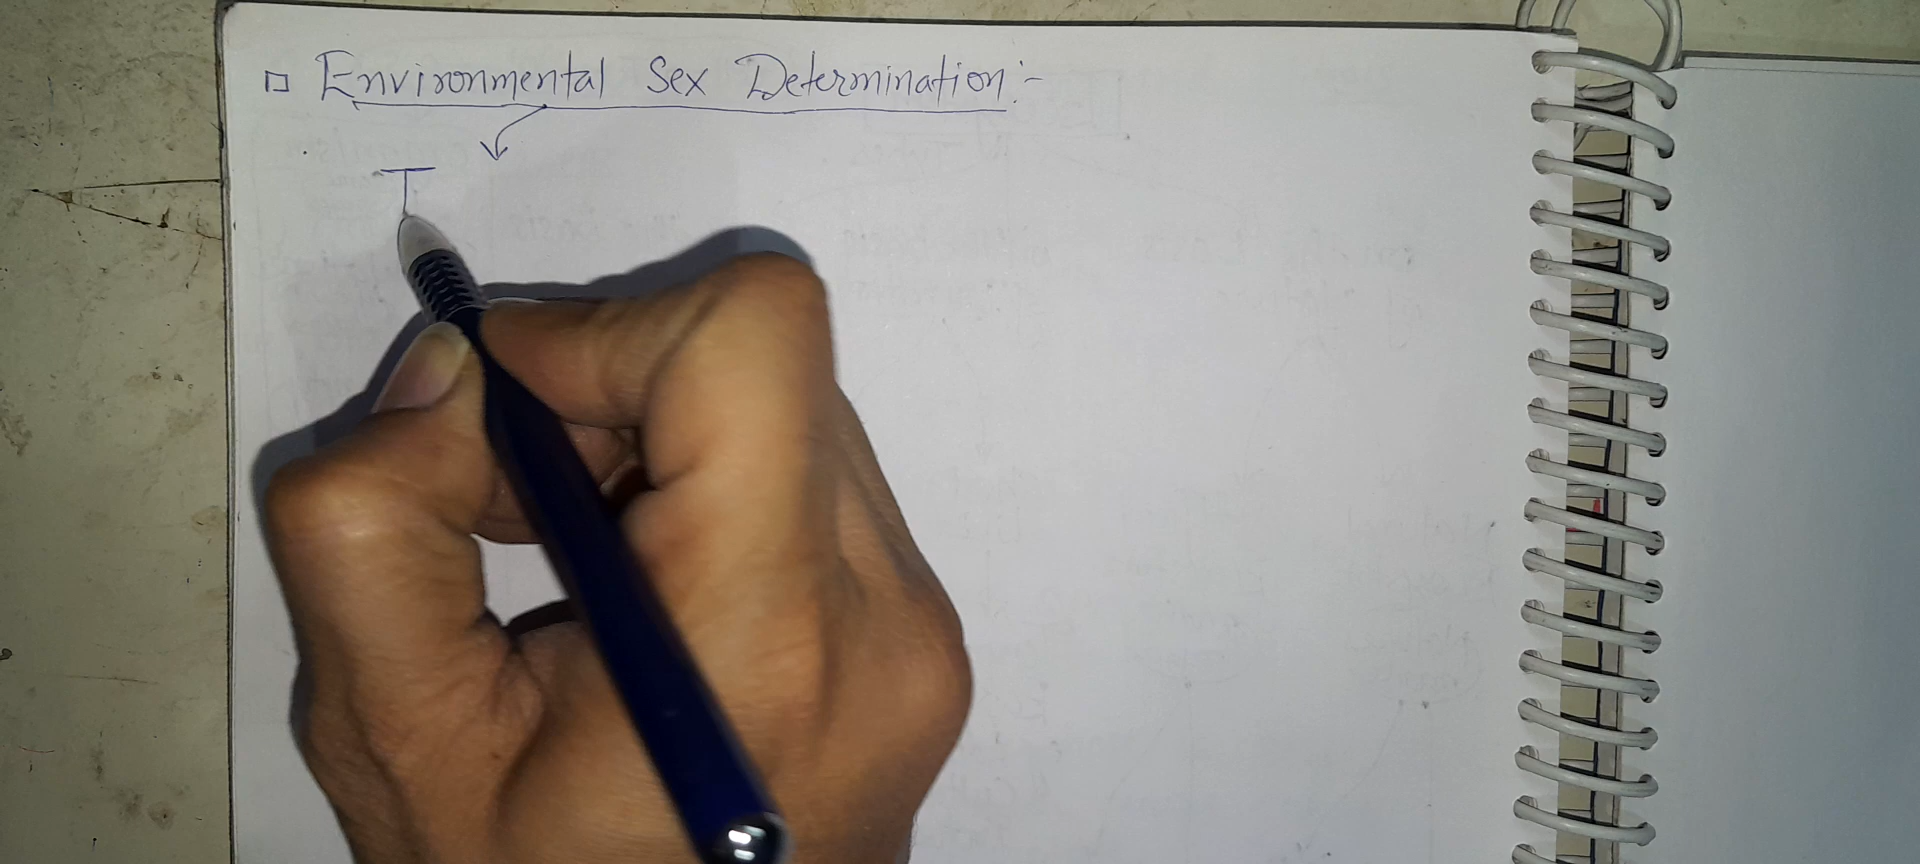 □ Environmental Sex Determination :-
T